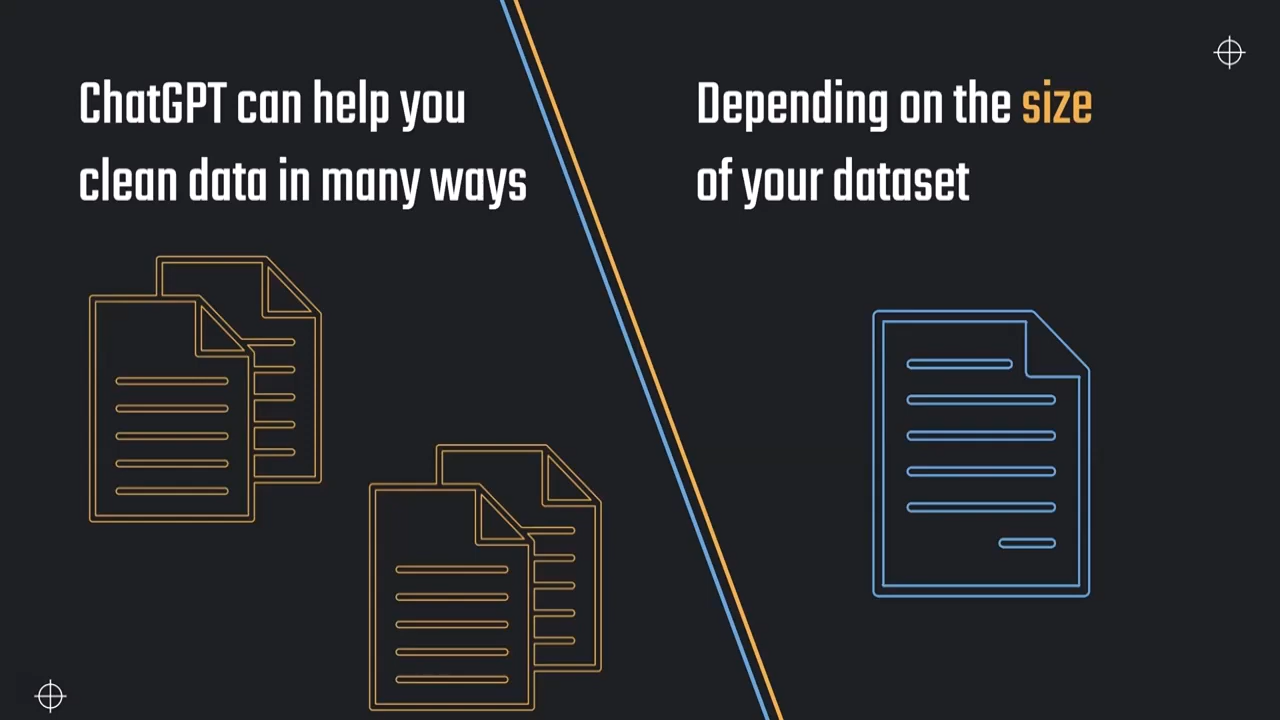 ChatGPT can help you
clean data in many ways
Depending on the size
of your dataset